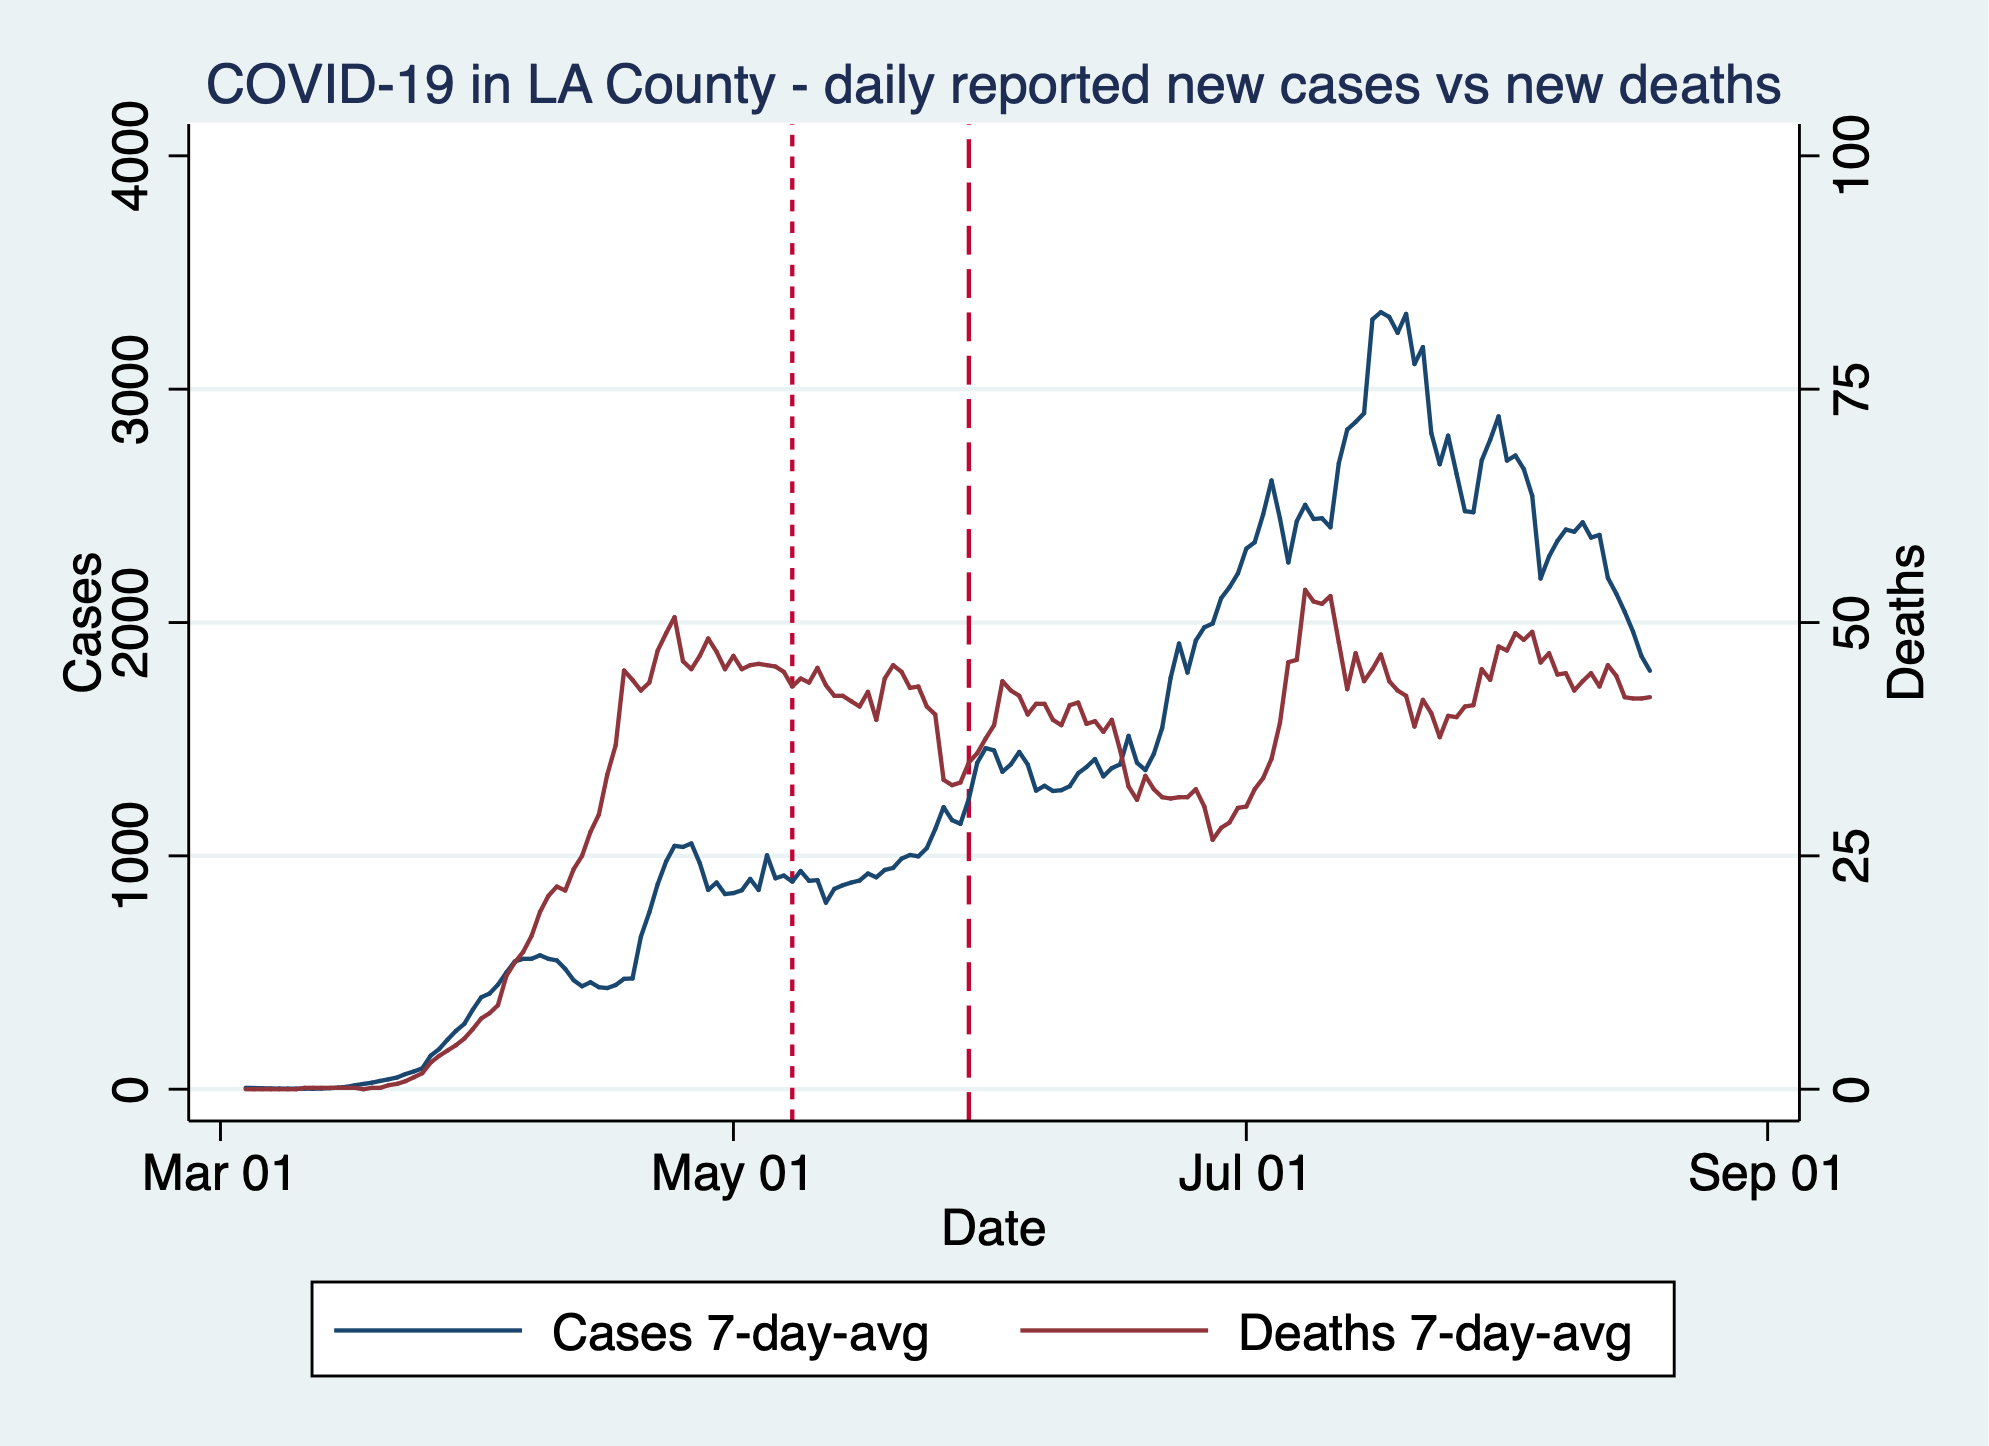 COVID-19 in LA County - daily reported new cases vs new deaths
4000
3000
2000
1000
0
Cases
100
75
50
25
0
Deaths
Mar 01
May 01
Jul 01
Sep 01
Date
Cases 7-day-avg
Deaths 7-day-avg